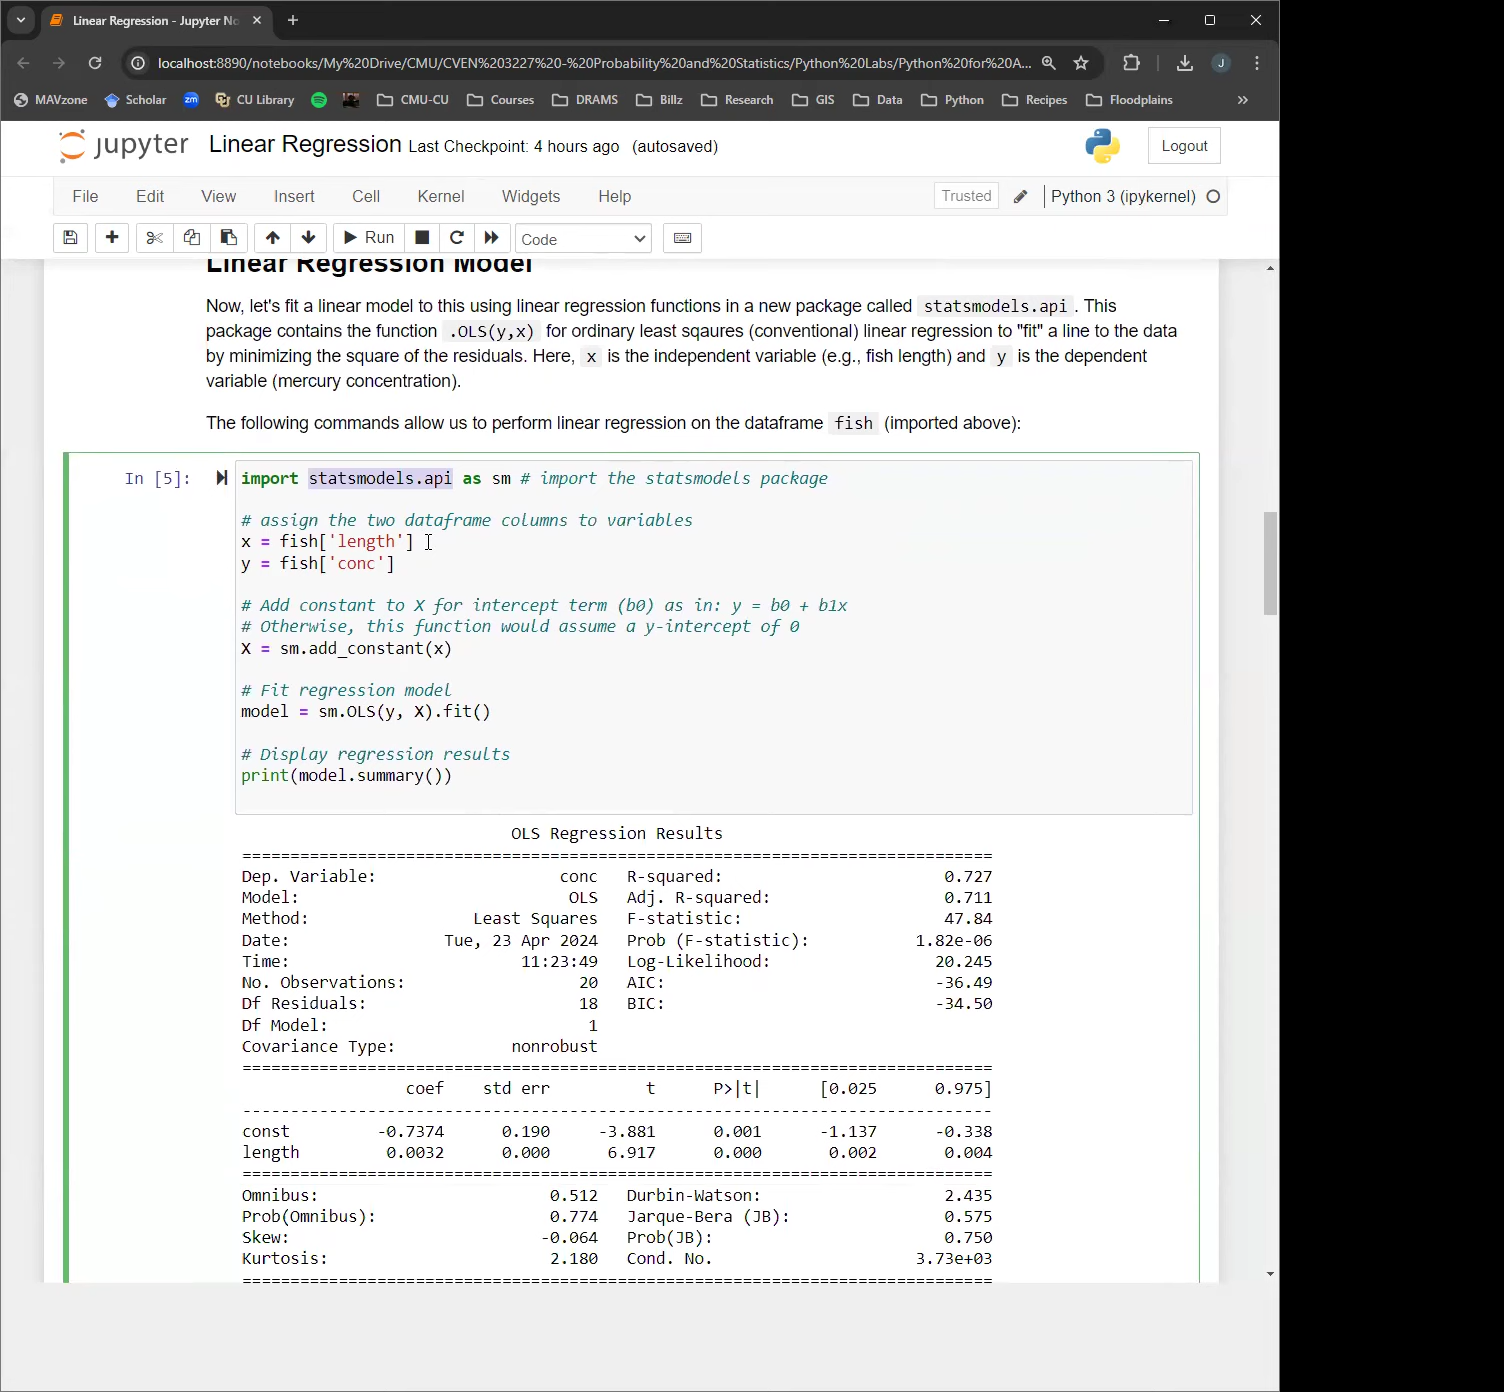 Linear Regression - Jupyter No
localhost:8890/notebooks/My%20Drive/CMU/CVEN%203227%20-%20Probability%20and%20Statistics/Python%20Labs/Python%20for%20A...
J
MAVzone Scholar zm CU Library CMU-CU Courses DRAMS Billz Research GIS Data Python Recipes Floodplains »
jupyter Linear Regression Last Checkpoint: 4 hours ago (autosaved) Logout
File Edit View Insert Cell Kernel Widgets Help Trusted Python 3 (ipykernel)
Run Code
Linear Regression Model
Now, let's fit a linear model to this using linear regression functions in a new package called statsmodels.api . This
package contains the function .OLS(y,x) for ordinary least sqaures (conventional) linear regression to "fit" a line to the data
by minimizing the square of the residuals. Here, x is the independent variable (e.g., fish length) and y is the dependent
variable (mercury concentration).
The following commands allow us to perform linear regression on the dataframe fish (imported above):
In [5]: import statsmodels.api as sm # import the statsmodels package
# assign the two dataframe columns to variables
x = fish['length']
y = fish['conc']
# Add constant to X for intercept term (b0) as in: y = b0 + b1x
# Otherwise, this function would assume a y-intercept of 0
X = sm.add_constant(x)
# Fit regression model
model = sm.OLS(y, X).fit()
# Display regression results
print(model.summary())
OLS Regression Results
==============================================================================
Dep. Variable: conc R-squared: 0.727
Model: OLS Adj. R-squared: 0.711
Method: Least Squares F-statistic: 47.84
Date: Tue, 23 Apr 2024 Prob (F-statistic): 1.82e-06
Time: 11:23:49 Log-Likelihood: 20.245
No. Observations: 20 AIC: -36.49
Df Residuals: 18 BIC: -34.50
Df Model: 1
Covariance Type: nonrobust
==============================================================================
coef std err t P>|t| [0.025 0.975]
------------------------------------------------------------------------------
const -0.7374 0.190 -3.881 0.001 -1.137 -0.338
length 0.0032 0.000 6.917 0.000 0.002 0.004
==============================================================================
Omnibus: 0.512 Durbin-Watson: 2.435
Prob(Omnibus): 0.774 Jarque-Bera (JB): 0.575
Skew: -0.064 Prob(JB): 0.750
Kurtosis: 2.180 Cond. No. 3.73e+03
==============================================================================